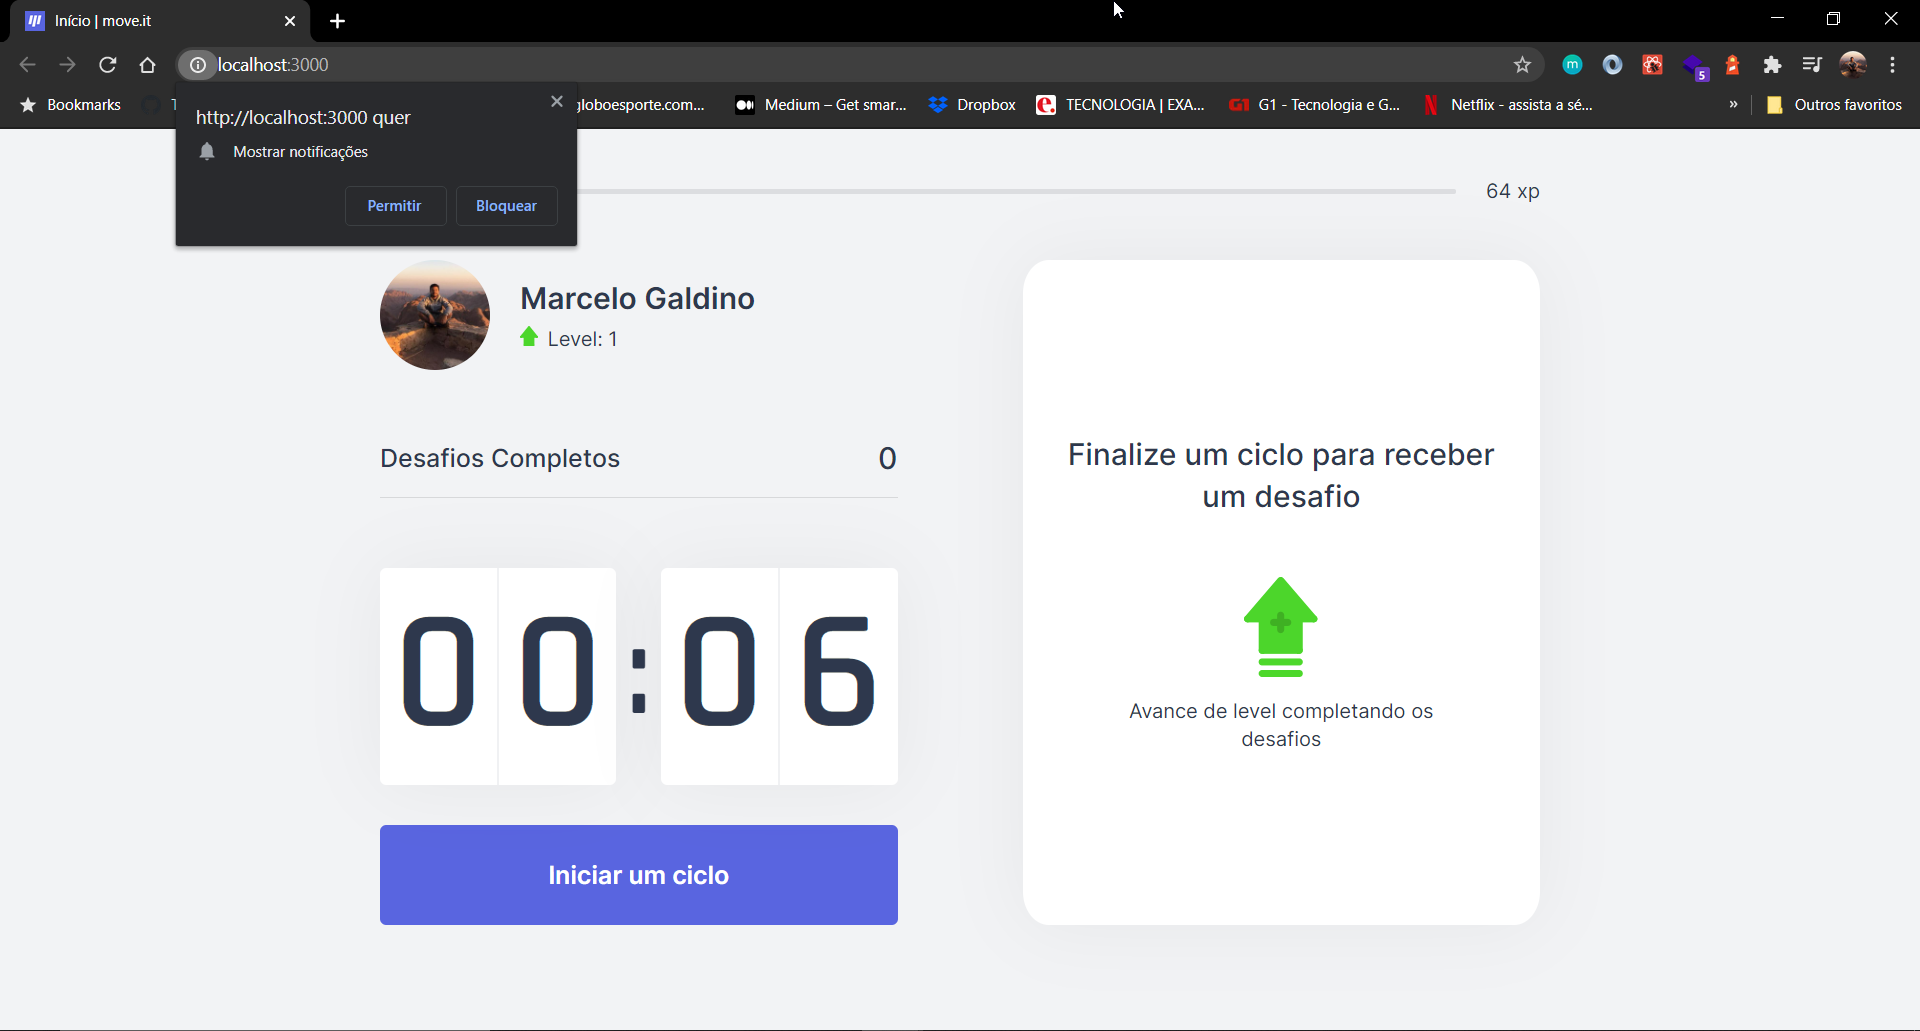 Início | move.it
localhost:3000
5
Bookmarks
globoesporte.com...
Medium – Get smar...
Dropbox
TECNOLOGIA | EXA...
G1 - Tecnologia e G...
Netflix - assista a sé...
»
Outros favoritos
http://localhost:3000 quer
Mostrar notificações
Permitir
Bloquear
64 xp
Marcelo Galdino
Level: 1
Desafios Completos
0
00:06
Iniciar um ciclo
Finalize um ciclo para receber
um desafio
Avance de level completando os
desafios